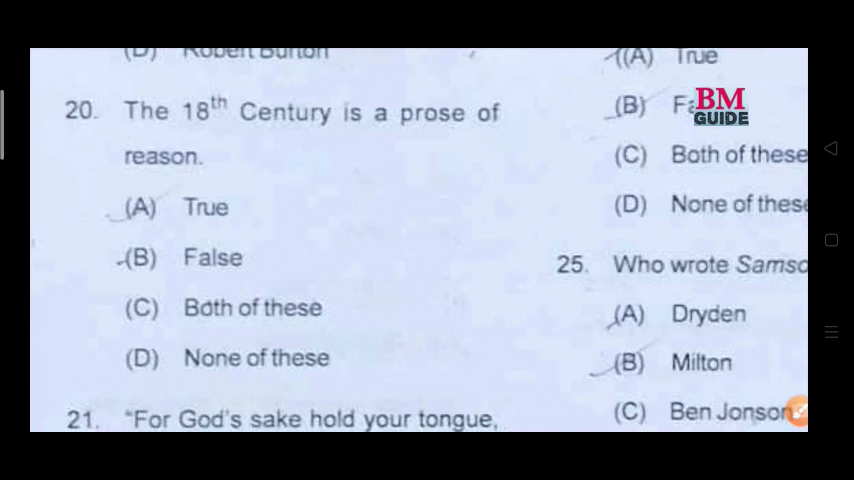 (D) Robert Burton
20. The 18th Century is a prose of
reason.
(A) True
(B) False
(C) Both of these
(D) None of these
21. "For God's sake hold your tongue,
(A) True
(B)
(C) Both of these
(D) None of these
25. Who wrote
(A) Dryden
(B) Milton
(C) Ben Jonson
BM
GUIDE